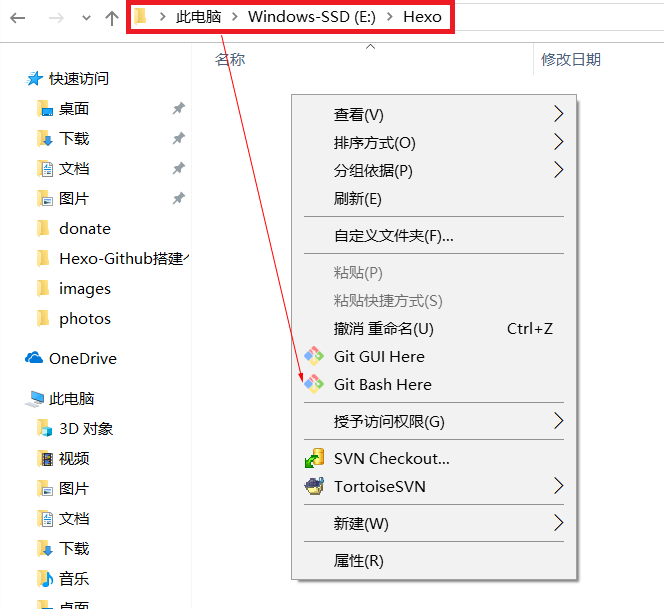 此电脑 > Windows-SSD (E:) > Hexo
名称 修改日期
快速访问
桌面
下载
文档
图片
donate
Hexo-Github搭建
images
photos
OneDrive
此电脑
3D 对象
视频
图片
文档
下载
音乐
桌面
查看(V)
排序方式(O)
分组依据(P)
刷新(E)
自定义文件夹(F)...
粘贴(P)
粘贴快捷方式(S)
撤消 重命名(U) Ctrl+Z
Git GUI Here
Git Bash Here
授予访问权限(G)
SVN Checkout...
TortoiseSVN
新建(W)
属性(R)